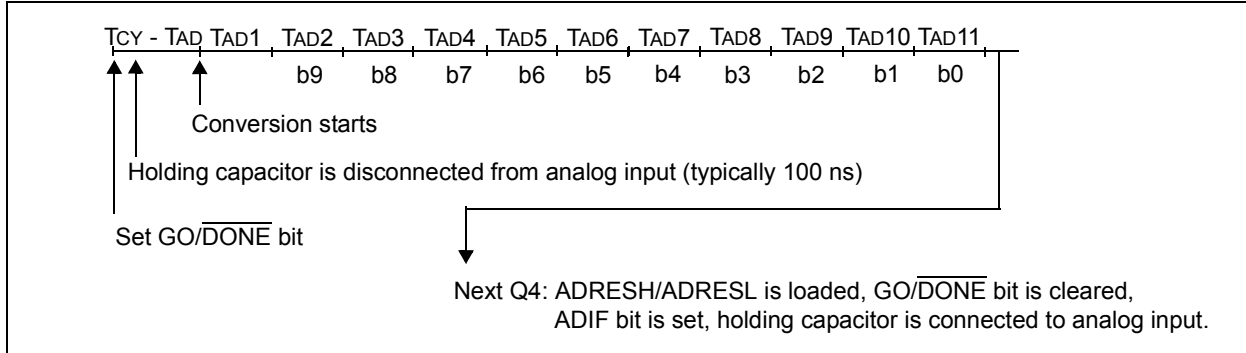 TCY - TAD TAD1 TAD2 TAD3 TAD4 TAD5 TAD6 TAD7 TAD8 TAD9 TAD10 TAD11
b9 b8 b7 b6 b5 b4 b3 b2 b1 b0
Conversion starts
Holding capacitor is disconnected from analog input (typically 100 ns)
Set GO/DONE bit
Next Q4: ADRESH/ADRESL is loaded, GO/DONE bit is cleared,
ADIF bit is set, holding capacitor is connected to analog input.